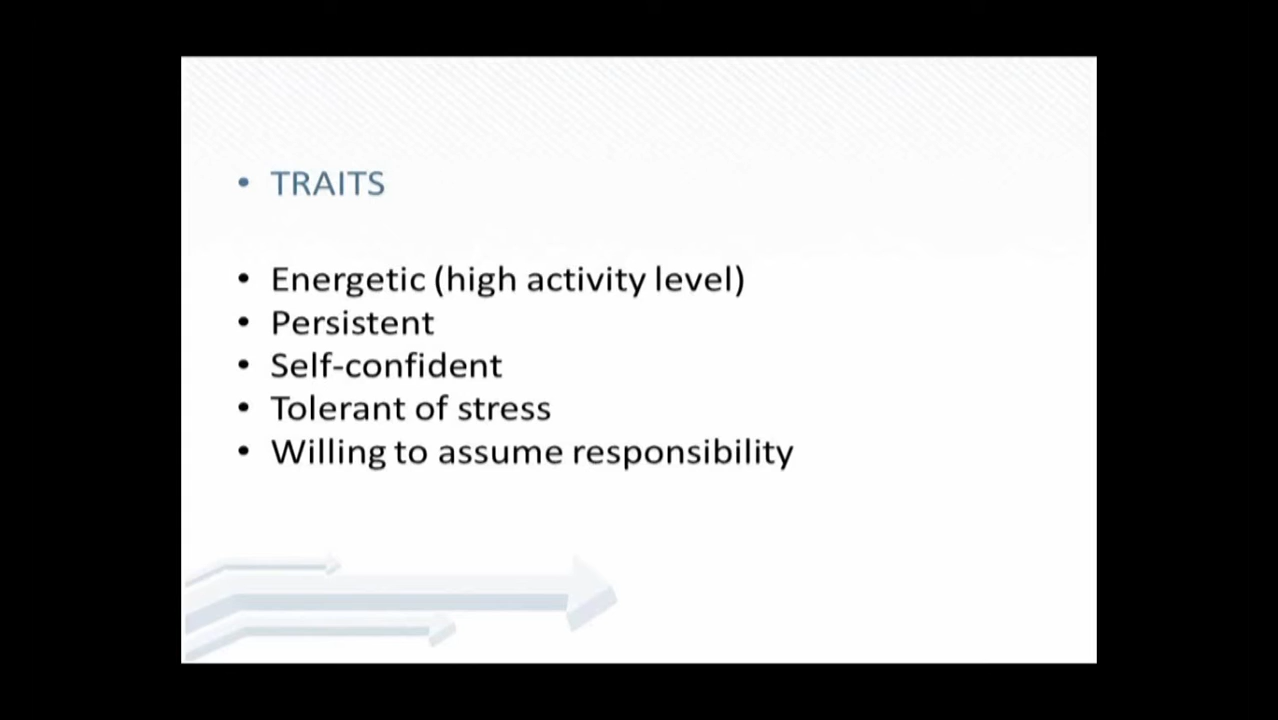 • TRAITS
• Energetic (high activity level)
• Persistent
• Self-confident
• Tolerant of stress
• Willing to assume responsibility